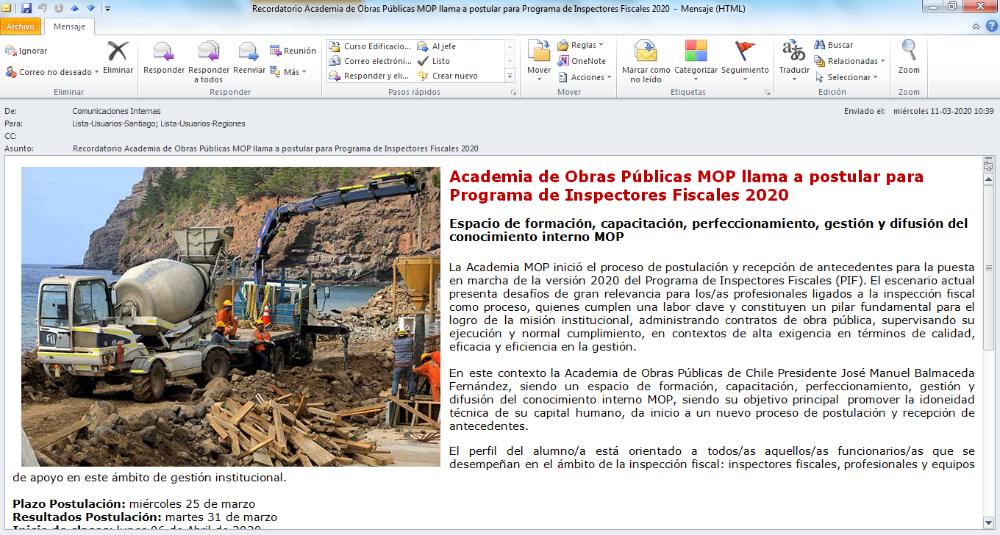 Recordatorio Academia de Obras Públicas MOP llama a postular para Programa de Inspectores Fiscales 2020 - Mensaje (HTML)
Archivo Mensaje
Ignorar
Correo no deseado
Eliminar
Eliminar
Responder
Responder a todos
Reenviar
Reunión
Más
Responder
Curso Edificacio...
Correo electróni...
Responder y eli...
Al jefe
Listo
Crear nuevo
Pasos rápidos
Mover
Reglas
OneNote
Acciones
Mover
Marcar como no leído
Categorizar
Seguimiento
Etiquetas
Traducir
Buscar
Relacionadas
Seleccionar
Edición
Zoom
Zoom
De: Comunicaciones Internas
Enviado el: miércoles 11-03-2020 10:39
Para: Lista-Usuarios-Santiago; Lista-Usuarios-Regiones
CC:
Asunto: Recordatorio Academia de Obras Públicas MOP llama a postular para Programa de Inspectores Fiscales 2020
Academia de Obras Públicas MOP llama a postular para
Programa de Inspectores Fiscales 2020
Espacio de formación, capacitación, perfeccionamiento, gestión y difusión del
conocimiento interno MOP
La Academia MOP inició el proceso de postulación y recepción de antecedentes para la puesta
en marcha de la versión 2020 del Programa de Inspectores Fiscales (PIF). El escenario actual
presenta desafíos de gran relevancia para los/as profesionales ligados a la inspección fiscal
como proceso, quienes cumplen una labor clave y constituyen un pilar fundamental para el
logro de la misión institucional, administrando contratos de obra pública, supervisando su
ejecución y normal cumplimiento, en contextos de alta exigencia en términos de calidad,
eficacia y eficiencia en la gestión.
En este contexto la Academia de Obras Públicas de Chile Presidente José Manuel Balmaceda
Fernández, siendo un espacio de formación, capacitación, perfeccionamiento, gestión y
difusión del conocimiento interno MOP, siendo su objetivo principal promover la idoneidad
técnica de su capital humano, da inicio a un nuevo proceso de postulación y recepción de
antecedentes.
El perfil del alumno/a está orientado a todos/as aquellos/as funcionarios/as que se
desempeñan en el ámbito de la inspección fiscal: inspectores fiscales, profesionales y equipos
de apoyo en este ámbito de gestión institucional.
Plazo Postulación: miércoles 25 de marzo
Resultados Postulación: martes 31 de marzo
Inicio de clases: lunes 06 de Abril de 2020